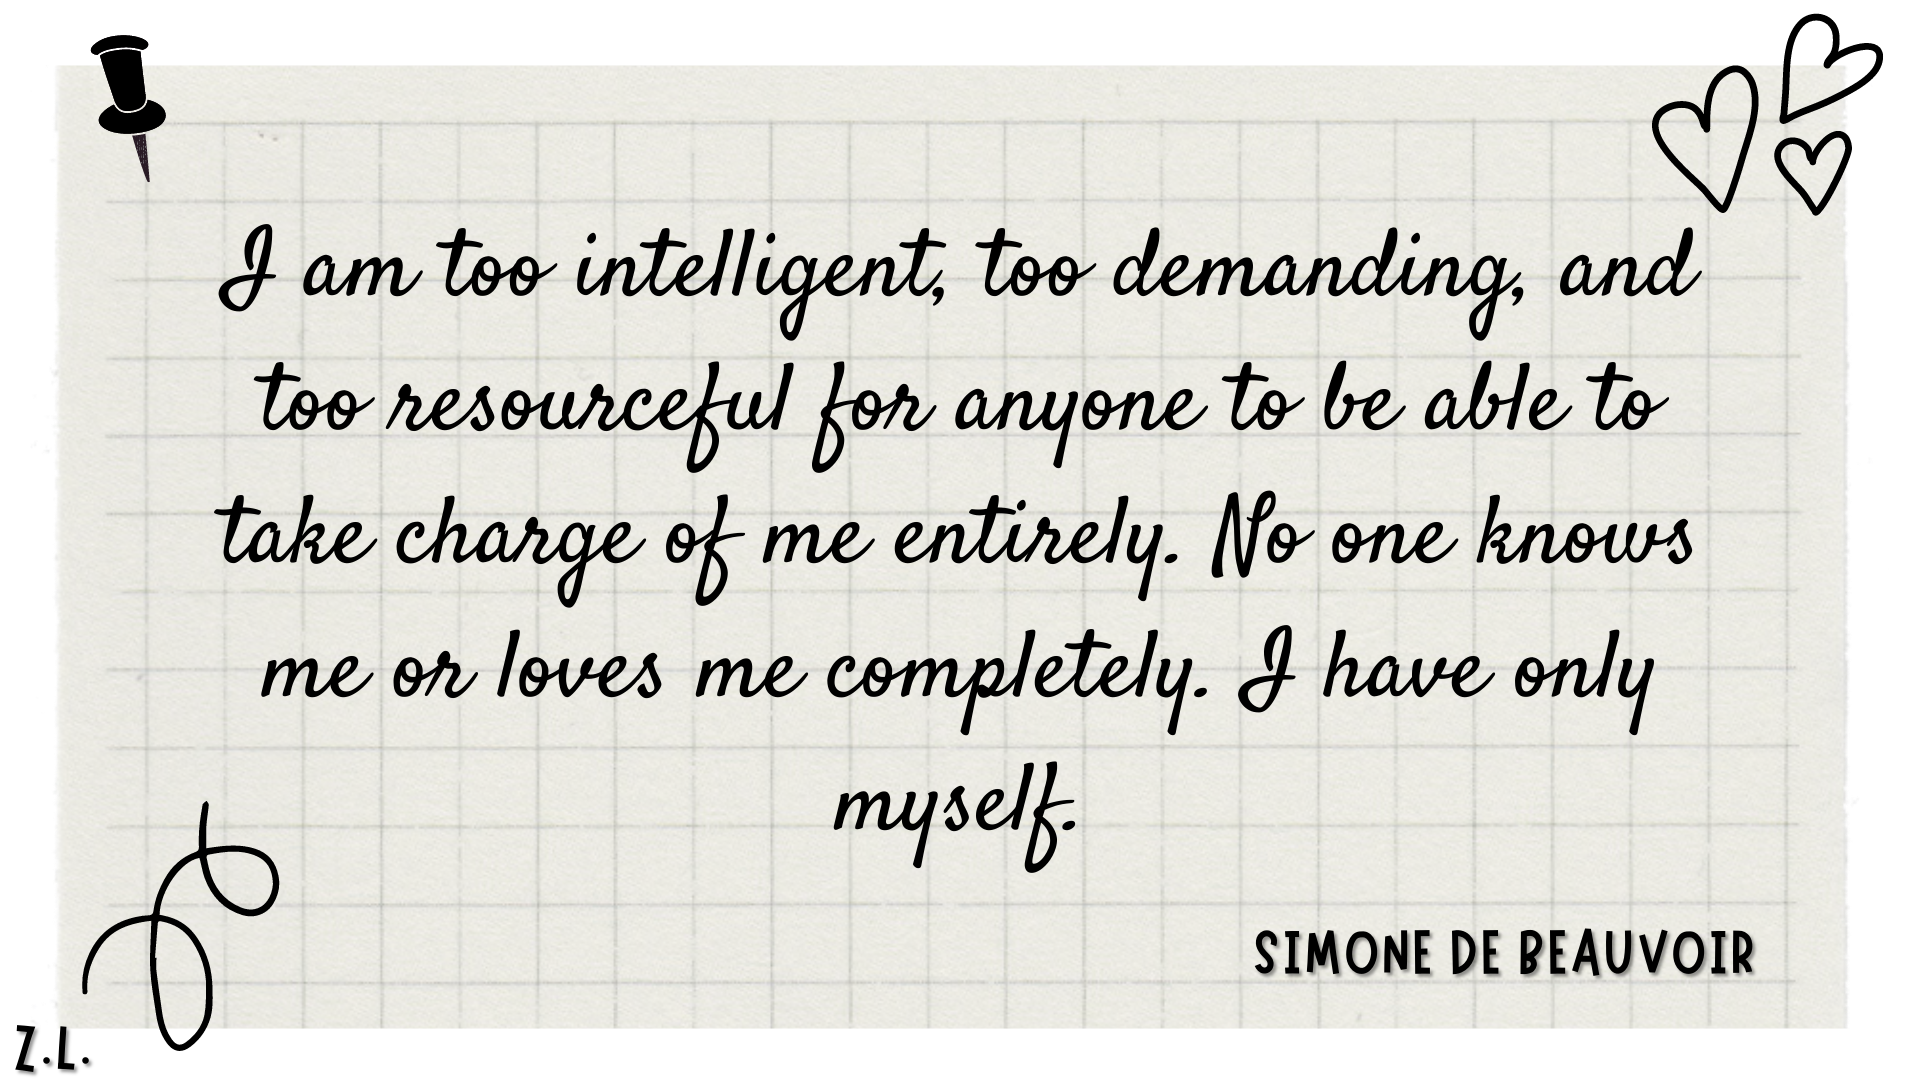 I am too intelligent, too demanding, and
too resourceful for anyone to be able to
take charge of me entirely. No one knows
me or loves me completely. I have only
myself.
SIMONE DE BEAUVOIR
Z.L.